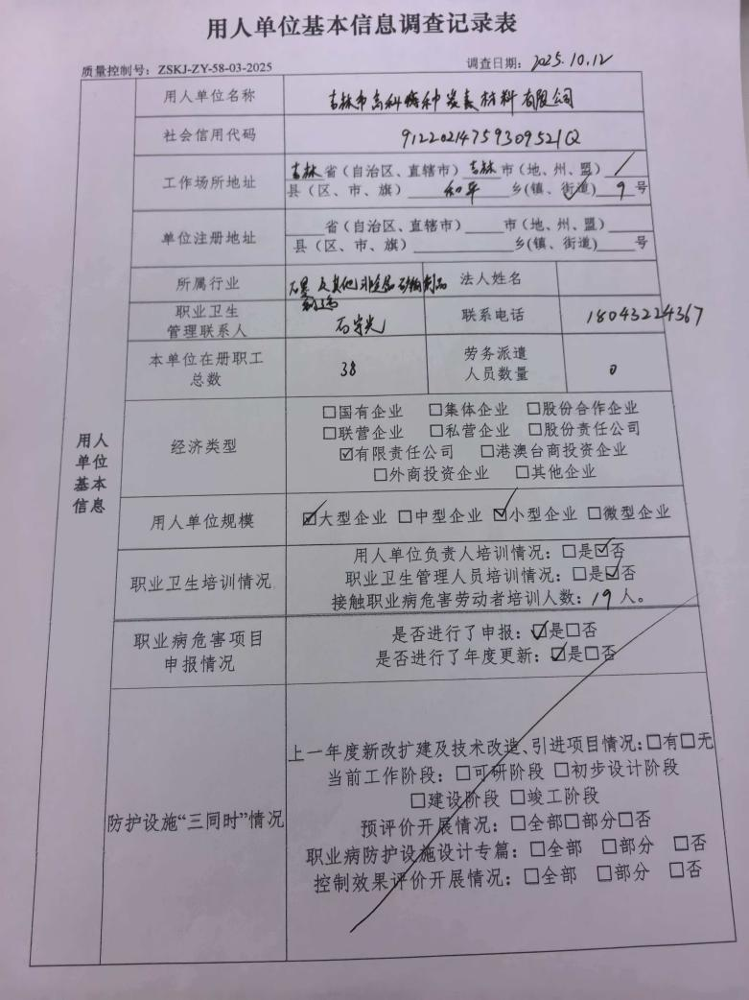 用人单位基本信息调查记录表
质量控制号：ZSKJ-ZY-58-03-2025 调查日期：2025.10.12
用人单位基本信息
用人单位名称 吉林市吉科特种炭素材料有限公司
社会信用代码 91220214759309521Q
工作场所地址 吉林省（自治区、直辖市）吉林市（地、州、盟）/
县（区、市、旗）和平乡(镇、街道)9号
单位注册地址 省（自治区、直辖市） 市（地、州、盟）
县（区、市、旗） 乡(镇、街道) 号
所属行业 石墨及其他非金属矿物制品制造 法人姓名
职业卫生管理联系人 石宇光 联系电话 18043224367
本单位在册职工总数 38 劳务派遣人员数量 0
经济类型 □国有企业 □集体企业 □股份合作企业
□联营企业 □私营企业 □股份责任公司
☑有限责任公司 □港澳台商投资企业
□外商投资企业 □其他企业
用人单位规模 ☑大型企业 □中型企业 ☑小型企业 □微型企业
职业卫生培训情况 用人单位负责人培训情况：□是☑否
职业卫生管理人员培训情况：□是☑否
接触职业病危害劳动者培训人数：19人。
职业病危害项目申报情况 是否进行了申报：☑是□否
是否进行了年度更新：☑是□否
防护设施“三同时”情况 上一年度新改扩建及技术改造、引进项目情况：□有□无
当前工作阶段：□可研阶段 □初步设计阶段
□建设阶段 □竣工阶段
预评价开展情况：□全部□部分□否
职业病防护设施设计专篇：□全部 □部分 □否
控制效果评价开展情况：□全部 □部分 □否